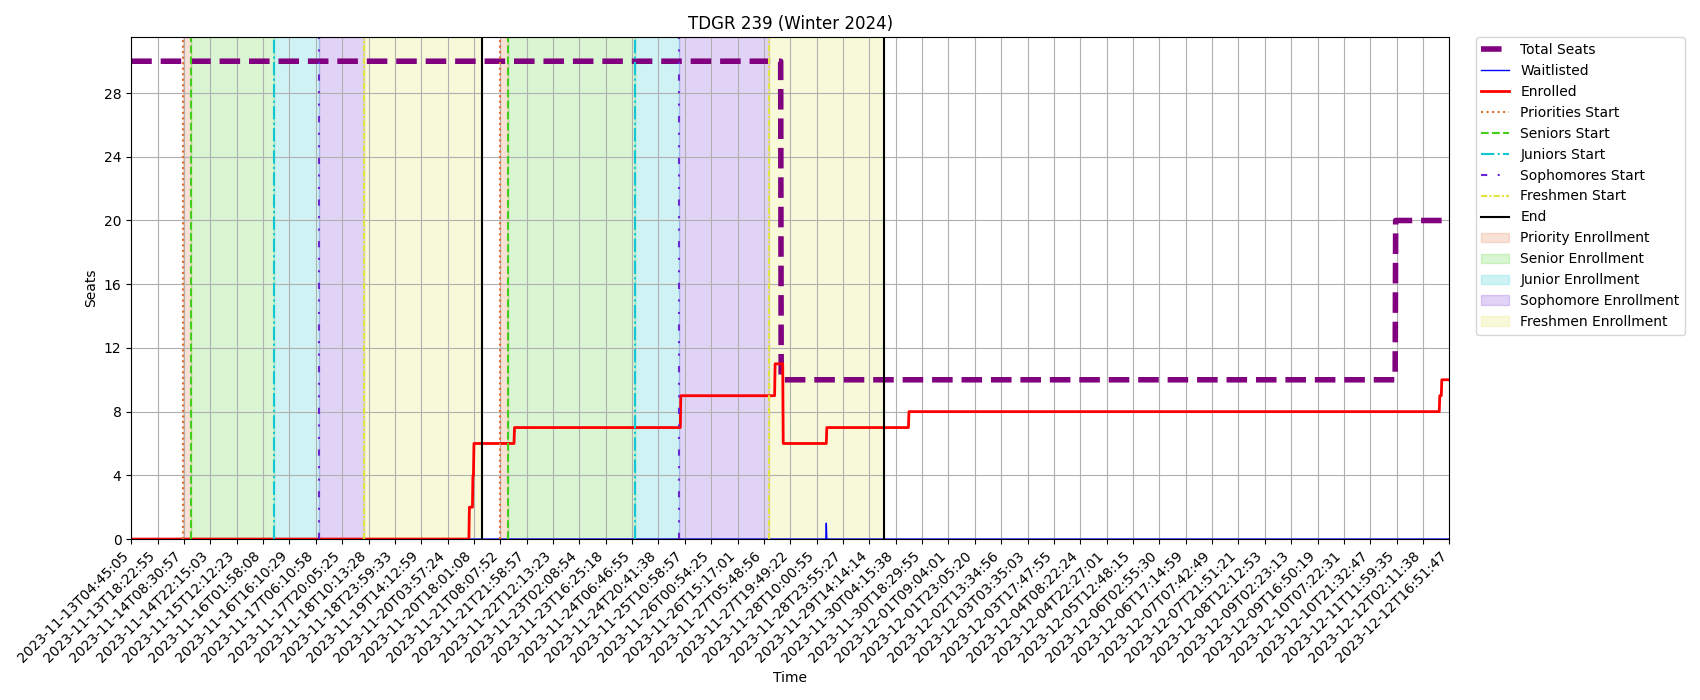 TDGR 239 (Winter 2024)
Total Seats
Waitlisted
Enrolled
Priorities Start
Seniors Start
Juniors Start
Sophomores Start
Freshmen Start
End
Priority Enrollment
Senior Enrollment
Junior Enrollment
Sophomore Enrollment
Freshmen Enrollment
Seats
28
24
20
16
12
8
4
0
2023-11-13T04:45:05
2023-11-13T18:22:55
2023-11-14T08:30:57
2023-11-14T22:15:03
2023-11-15T12:12:23
2023-11-16T01:58:08
2023-11-16T16:10:29
2023-11-17T06:10:58
2023-11-17T20:05:25
2023-11-18T10:13:28
2023-11-18T23:59:33
2023-11-19T14:12:59
2023-11-20T03:57:24
2023-11-20T18:01:08
2023-11-21T08:07:52
2023-11-21T21:58:57
2023-11-22T12:13:23
2023-11-23T02:08:54
2023-11-23T16:25:18
2023-11-24T06:46:55
2023-11-24T20:41:38
2023-11-25T10:58:57
2023-11-26T00:54:25
2023-11-26T15:17:01
2023-11-27T05:48:56
2023-11-27T19:49:22
2023-11-28T10:00:55
2023-11-28T23:55:27
2023-11-29T14:14:14
2023-11-30T04:15:38
2023-11-30T18:29:55
2023-12-01T09:04:01
2023-12-01T23:05:20
2023-12-02T13:34:56
2023-12-03T03:35:03
2023-12-03T17:47:55
2023-12-04T08:22:24
2023-12-04T22:27:01
2023-12-05T12:48:15
2023-12-06T02:55:30
2023-12-06T17:14:59
2023-12-07T07:42:49
2023-12-07T21:51:21
2023-12-08T12:12:53
2023-12-09T02:23:13
2023-12-09T16:50:19
2023-12-10T07:22:31
2023-12-10T21:32:47
2023-12-11T11:59:35
2023-12-12T02:11:38
2023-12-12T16:51:47
Time